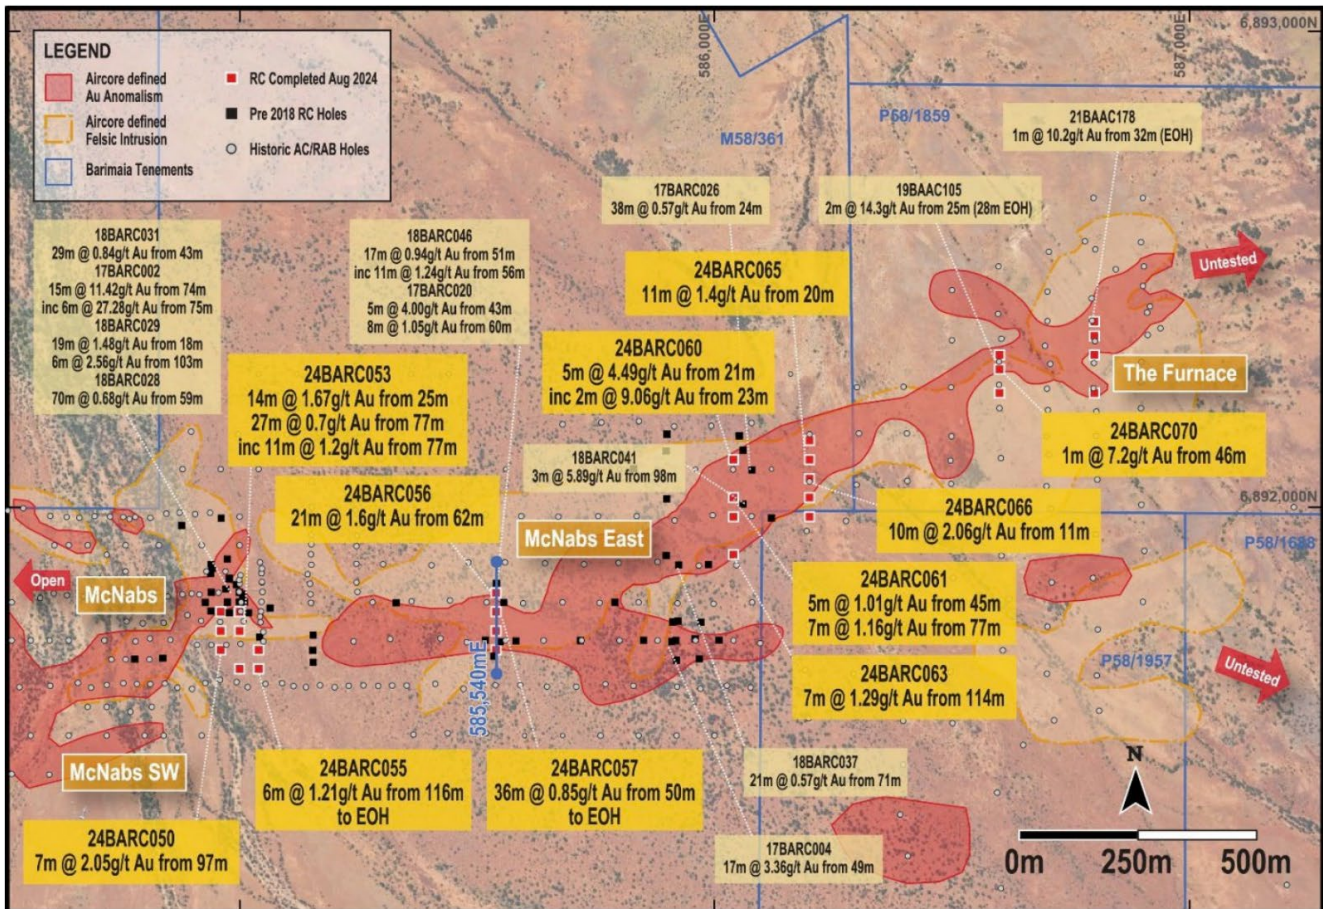 LEGEND
Aircore defined
Au Anomalism
Aircore defined
Felsic Intrusion
Barimaia Tenements
RC Completed Aug 2024
Pre 2018 RC Holes
Historic AC/RAB Holes
586,000mE
587,000mE
6,893,000mN
M58/361
P58/1859
21BAAC178
1m @ 10.2g/t Au from 32m (EOH)
17BARC026
38m @ 0.57g/t Au from 24m
19BAAC105
2m @ 14.3g/t Au from 25m (28m EOH)
18BARC031
29m @ 0.84g/t Au from 43m
17BARC002
15m @ 11.42g/t Au from 74m
inc 6m @ 27.28g/t Au from 75m
18BARC029
19m @ 1.48g/t Au from 18m
6m @ 2.56g/t Au from 103m
18BARC028
70m @ 0.68g/t Au from 59m
18BARC046
17m @ 0.94g/t Au from 51m
inc 11m @ 1.24g/t Au from 56m
17BARC020
5m @ 4.00g/t Au from 43m
8m @ 1.05g/t Au from 60m
24BARC065
11m @ 1.4g/t Au from 20m
Untested
24BARC060
5m @ 4.49g/t Au from 21m
inc 2m @ 9.06g/t Au from 23m
The Furnace
24BARC053
14m @ 1.67g/t Au from 25m
27m @ 0.7g/t Au from 77m
inc 11m @ 1.2g/t Au from 77m
24BARC070
1m @ 7.2g/t Au from 46m
18BARC041
3m @ 5.89g/t Au from 98m
24BARC056
21m @ 1.6g/t Au from 62m
6,892,000mN
24BARC066
10m @ 2.06g/t Au from 11m
McNabs East
P58/1688
Open
McNabs
24BARC061
5m @ 1.01g/t Au from 45m
7m @ 1.16g/t Au from 77m
P58/1957
Untested
24BARC063
7m @ 1.29g/t Au from 114m
585,540mE
McNabs SW
24BARC055
6m @ 1.21g/t Au from 116m
to EOH
24BARC057
36m @ 0.85g/t Au from 50m
to EOH
18BARC037
21m @ 0.57g/t Au from 71m
N
24BARC050
7m @ 2.05g/t Au from 97m
17BARC004
17m @ 3.36g/t Au from 49m
0m 250m 500m